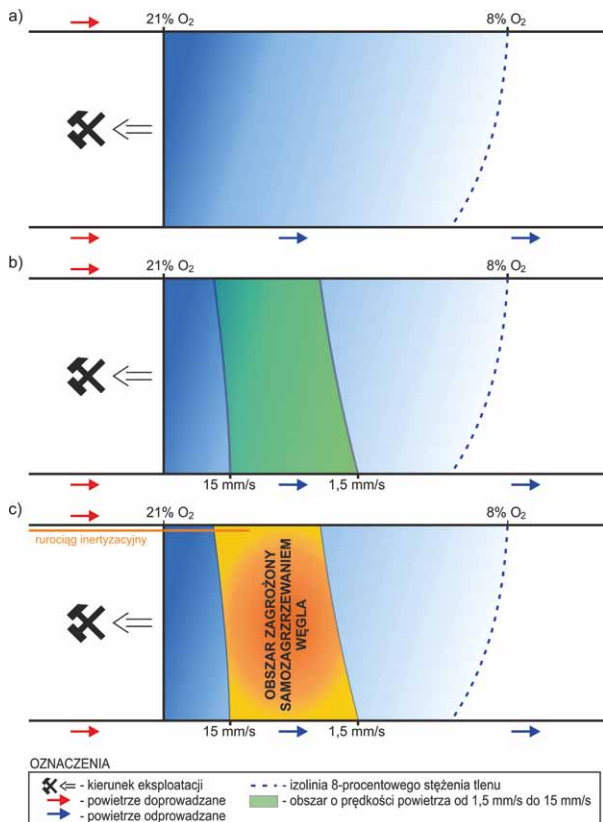 a)
21% O₂ 8% O₂
b)
21% O₂ 8% O₂
15 mm/s 1,5 mm/s
c)
21% O₂ 8% O₂
rurociąg inertyzacyjny
OBSZAR ZAGROŻONY
SAMOZAGRZRZEWANIEM
WĘGLA
15 mm/s 1,5 mm/s
OZNACZENIA
- kierunek eksploatacji
- powietrze doprowadzane
- powietrze odprowadzane
- izolinia 8-procentowego stężenia tlenu
- obszar o prędkości powietrza od 1,5 mm/s do 15 mm/s